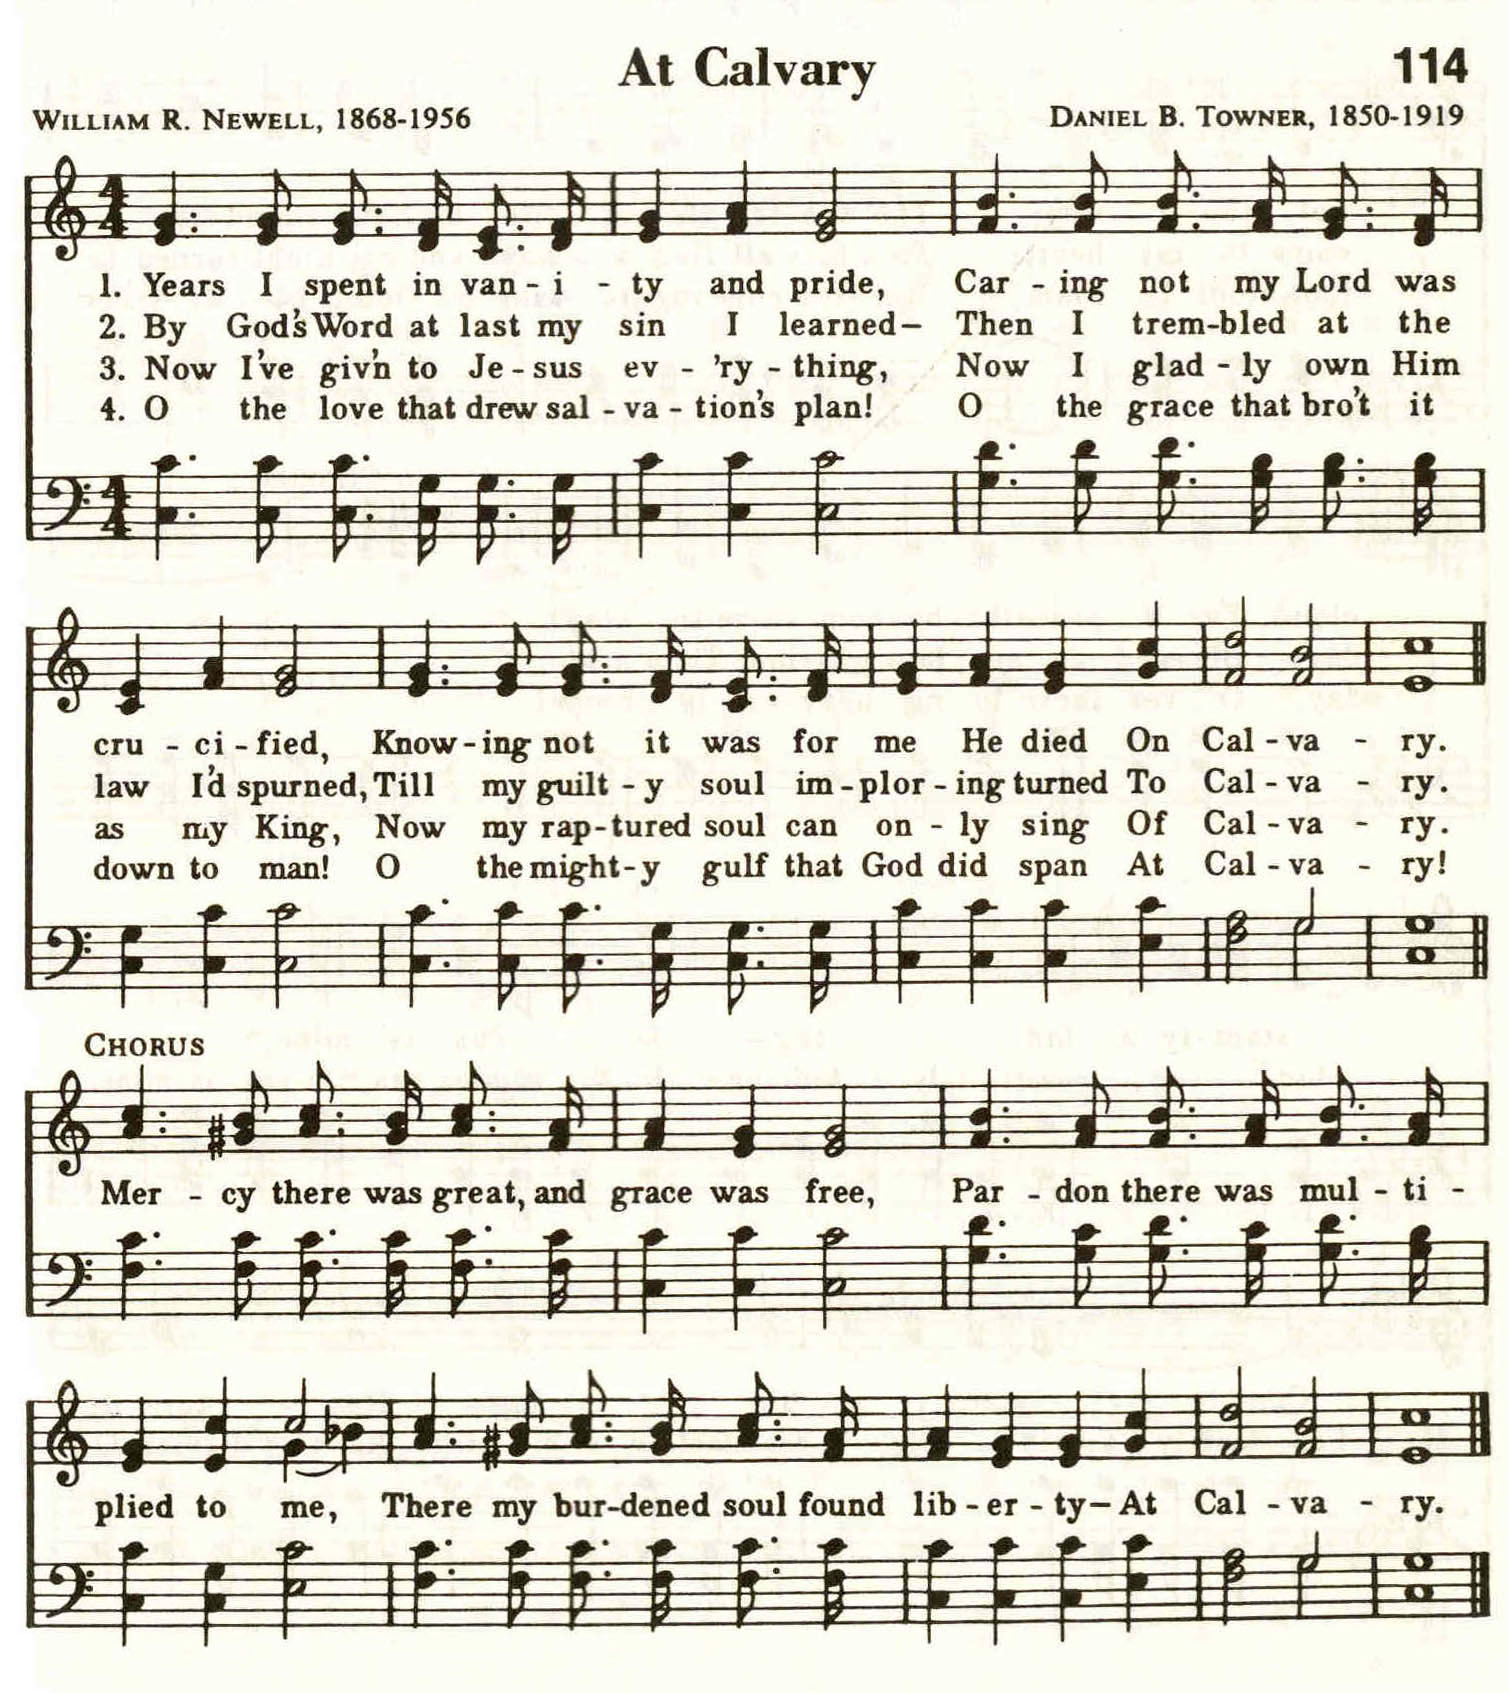 At Calvary 114
WILLIAM R. NEWELL, 1868-1956 DANIEL B. TOWNER, 1850-1919
1. Years I spent in van - i - ty and pride, Car - ing not my Lord was
2. By God's Word at last my sin I learned— Then I trem-bled at the
3. Now I've giv'n to Je - sus ev - 'ry - thing, Now I glad - ly own Him
4. O the love that drew sal - va - tion's plan! O the grace that bro't it
cru - ci - fied, Know - ing not it was for me He died On Cal - va - ry.
law I'd spurned, Till my guilt - y soul im - plor - ing turned To Cal - va - ry.
as my King, Now my rap - tured soul can on - ly sing Of Cal - va - ry.
down to man! O the might - y gulf that God did span At Cal - va - ry!
CHORUS
Mer - cy there was great, and grace was free, Par - don there was mul - ti -
plied to me, There my bur-dened soul found lib - er - ty—At Cal - va - ry.